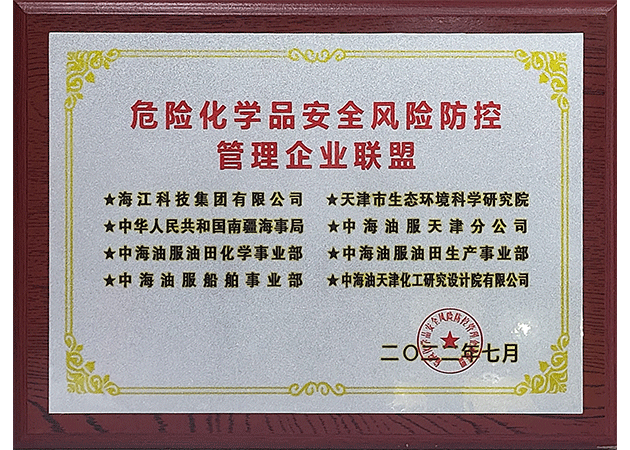 危险化学品安全风险防控
管理企业联盟
★海江科技集团有限公司 ★天津市生态环境科学研究院
★中华人民共和国南疆海事局 ★中海油服天津分公司
★中海油服油田化学事业部 ★中海油服油田生产事业部
★中海油服船舶事业部 ★中海油天津化工研究设计院有限公司
二〇二二年七月